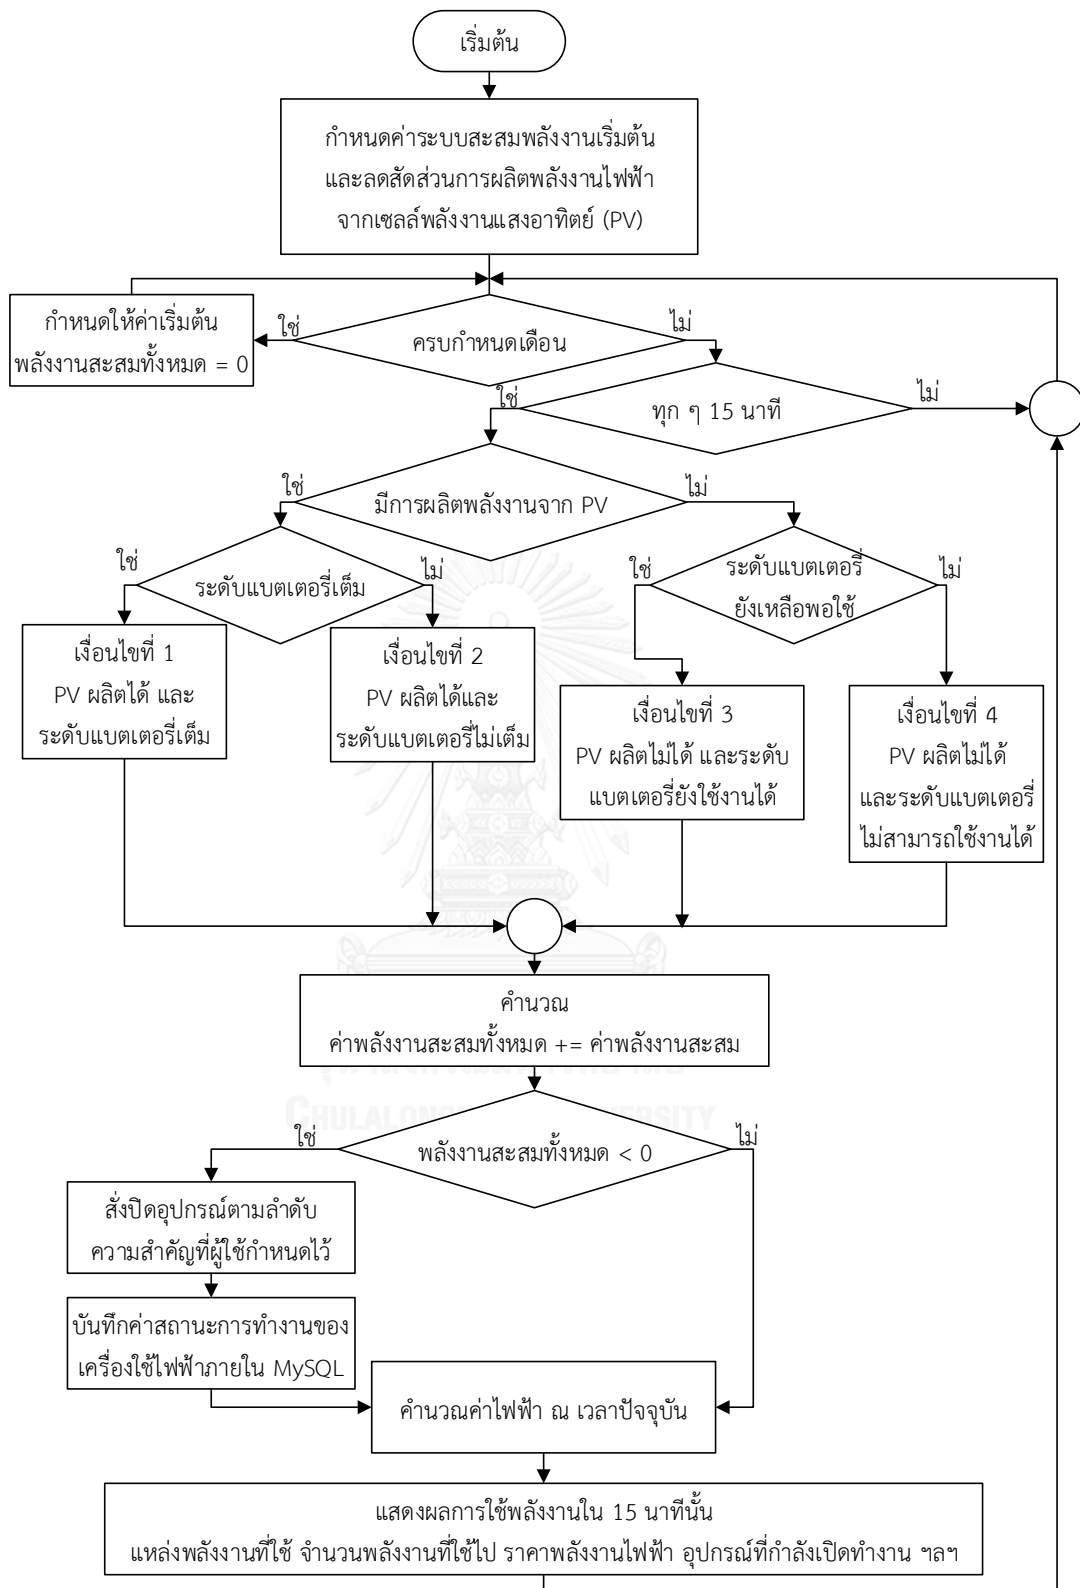 เริ่มต้น
กำหนดค่าระบบสะสมพลังงานเริ่มต้น
และลดสัดส่วนการผลิตพลังงานไฟฟ้า
จากเซลล์พลังงานแสงอาทิตย์ (PV)
กำหนดให้ค่าเริ่มต้น
พลังงานสะสมทั้งหมด = 0
ใช่
ครบกำหนดเดือน
ไม่
ใช่
ทุก ๆ 15 นาที
ไม่
ใช่
มีการผลิตพลังงานจาก PV
ไม่
ใช่
ระดับแบตเตอรี่เต็ม
ไม่
ใช่
ระดับแบตเตอรี่
ยังเหลือพอใช้
ไม่
เงื่อนไขที่ 1
PV ผลิตได้ และ
ระดับแบตเตอรี่เต็ม
เงื่อนไขที่ 2
PV ผลิตได้และ
ระดับแบตเตอรี่ไม่เต็ม
เงื่อนไขที่ 3
PV ผลิตไม่ได้ และระดับ
แบตเตอรี่ยังใช้งานได้
เงื่อนไขที่ 4
PV ผลิตไม่ได้
และระดับแบตเตอรี่
ไม่สามารถใช้งานได้
คำนวณ
ค่าพลังงานสะสมทั้งหมด += ค่าพลังงานสะสม
ใช่
พลังงานสะสมทั้งหมด < 0
ไม่
สั่งปิดอุปกรณ์ตามลำดับ
ความสำคัญที่ผู้ใช้กำหนดไว้
บันทึกค่าสถานะการทำงานของ
เครื่องใช้ไฟฟ้าภายใน MySQL
คำนวณค่าไฟฟ้า ณ เวลาปัจจุบัน
แสดงผลการใช้พลังงานใน 15 นาทีนั้น
แหล่งพลังงานที่ใช้ จำนวนพลังงานที่ใช้ไป ราคาพลังงานไฟฟ้า อุปกรณ์ที่กำลังเปิดทำงาน ฯลฯ